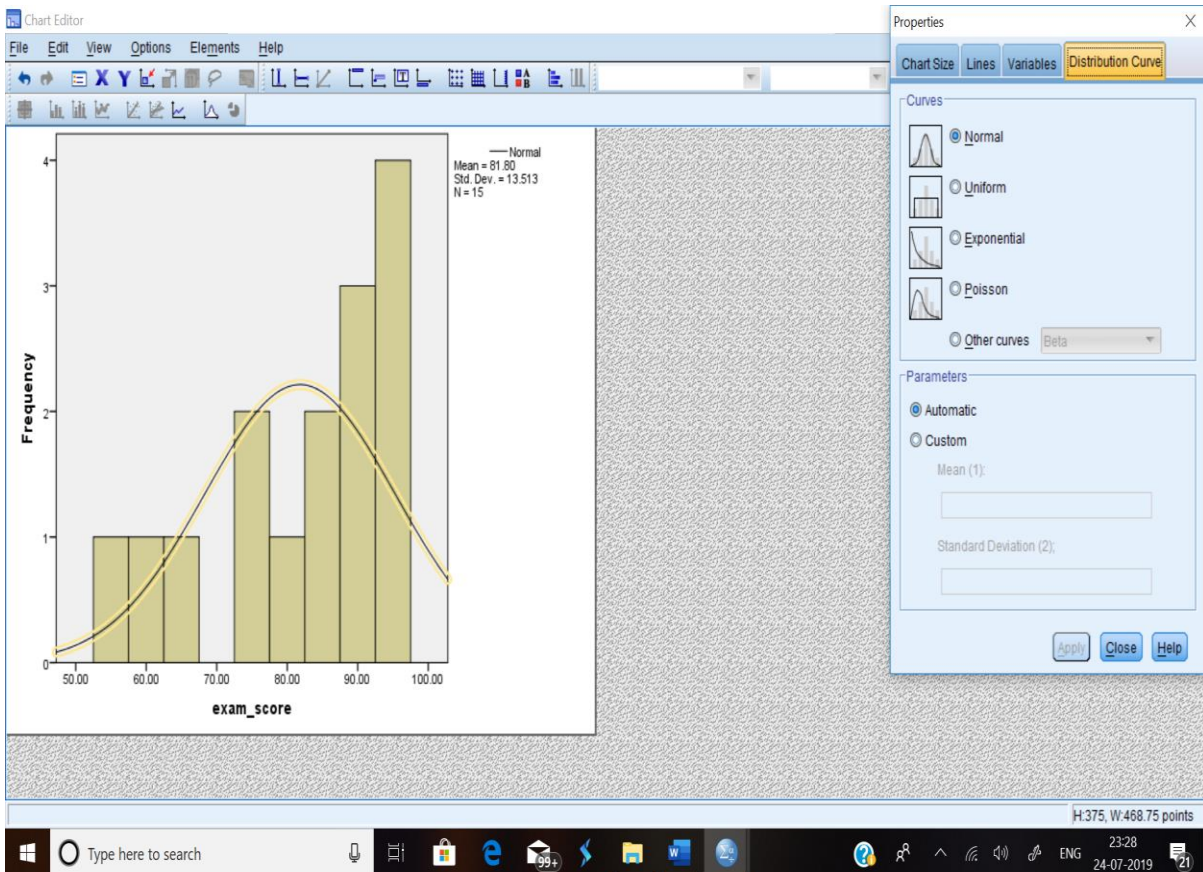 Chart Editor
File Edit View Options Elements Help
X Y
Normal
Mean = 81.80
Std. Dev. = 13.513
N = 15
4
3
2
1
0
Frequency
50.00 60.00 70.00 80.00 90.00 100.00
exam_score
Properties X
Chart Size Lines Variables Distribution Curve
Curves
Normal
Uniform
Exponential
Poisson
Other curves Beta
Parameters
Automatic
Custom
Mean (1):
Standard Deviation (2);
Apply Close Help
H:375, W:468.75 points
Type here to search
99+
ENG
23:28
24-07-2019
21